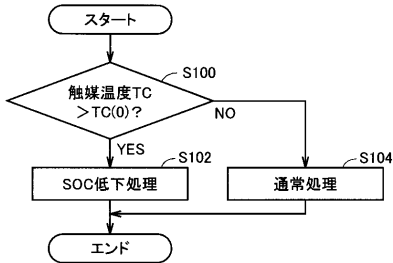 スタート
S100
触媒温度TC
>TC(0)?
NO
YES
S102
SOC低下処理
S104
通常処理
エンド